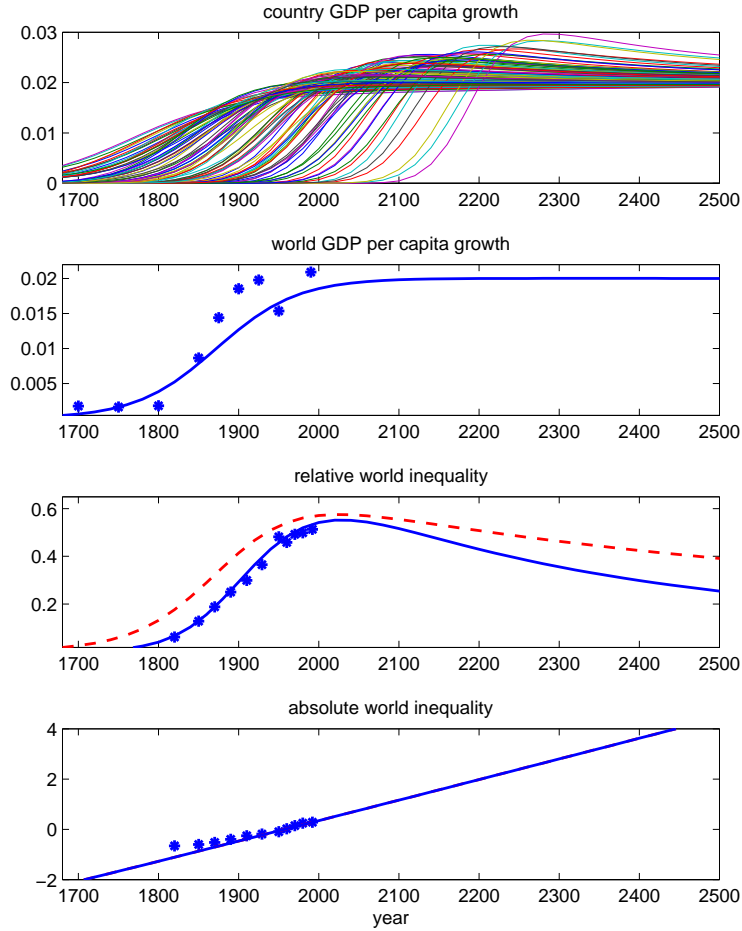 country GDP per capita growth
0.03
0.02
0.01
0
1700 1800 1900 2000 2100 2200 2300 2400 2500
world GDP per capita growth
0.02
0.015
0.01
0.005
1700 1800 1900 2000 2100 2200 2300 2400 2500
relative world inequality
0.6
0.4
0.2
1700 1800 1900 2000 2100 2200 2300 2400 2500
absolute world inequality
4
2
0
−2
1700 1800 1900 2000 2100 2200 2300 2400 2500
year